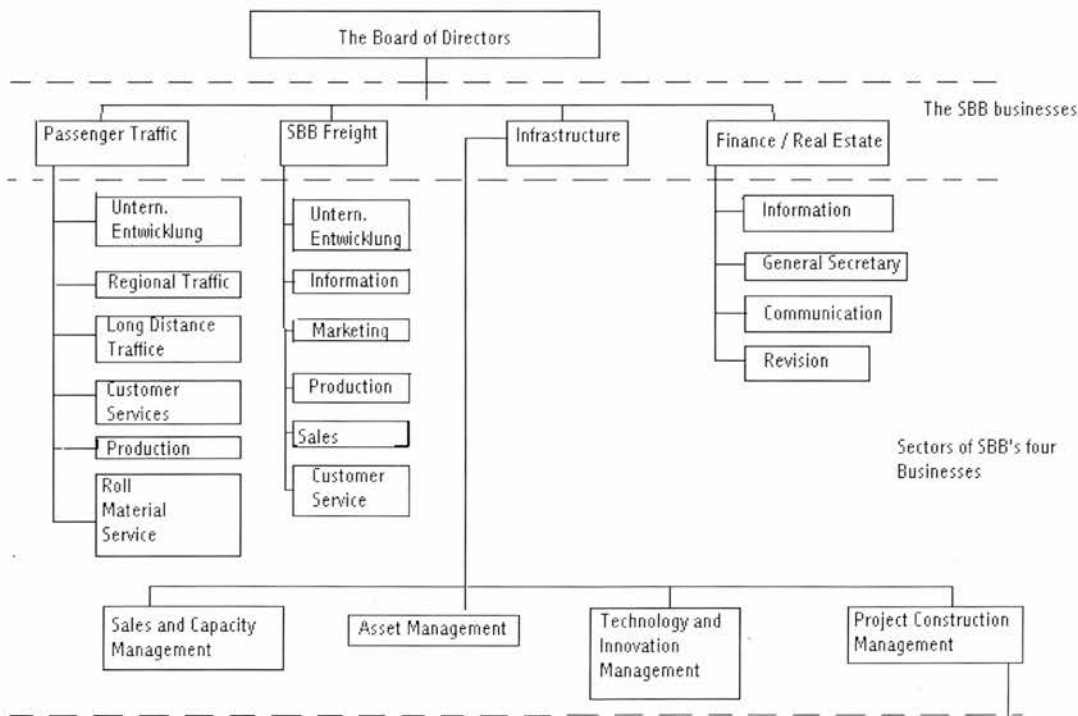 The Board of Directors
The SBB businesses
Passenger Traffic
SBB Freight
Infrastructure
Finance / Real Estate
Untern.
Entwicklung
Regional Traffic
Long Distance
Traffice
Customer
Services
Production
Roll
Material
Service
Untern.
Entwicklung
Information
Marketing
Production
Sales
Customer
Service
Information
General Secretary
Communication
Revision
Sectors of SBB's four
Businesses
Sales and Capacity
Management
Asset Management
Technology and
Innovation
Management
Project Construction
Management